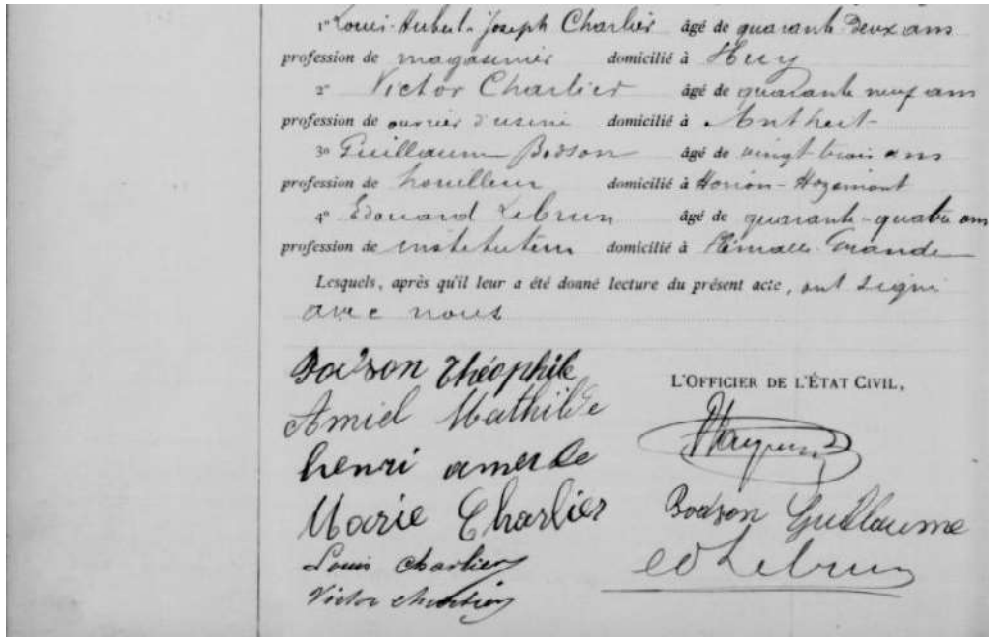 1° Louis-Hubert-Joseph Charlier âgé de quarante deux ans
profession de magasinier domicilié à Huy
2° Victor Charlier âgé de quarante neuf ans
profession de ouvrier d'usine domicilié à Antheit
3° Guillaume Bodson âgé de vingt trois ans
profession de houilleur domicilié à Horion-Hozémont
4° Edouard Lebrun âgé de quarante-quatre ans
profession de instituteur domicilié à Flémalle Grande
Lesquels, après qu'il leur a été donné lecture du présent acte, ont signé
avec nous
Bodson Théophile
L'OFFICIER DE L'ÉTAT CIVIL,
Amiel Mathilde
henri
Marie Charlier
Bodson Guillaume
Louis Charlier
ed Lebrun
Victor Charlier